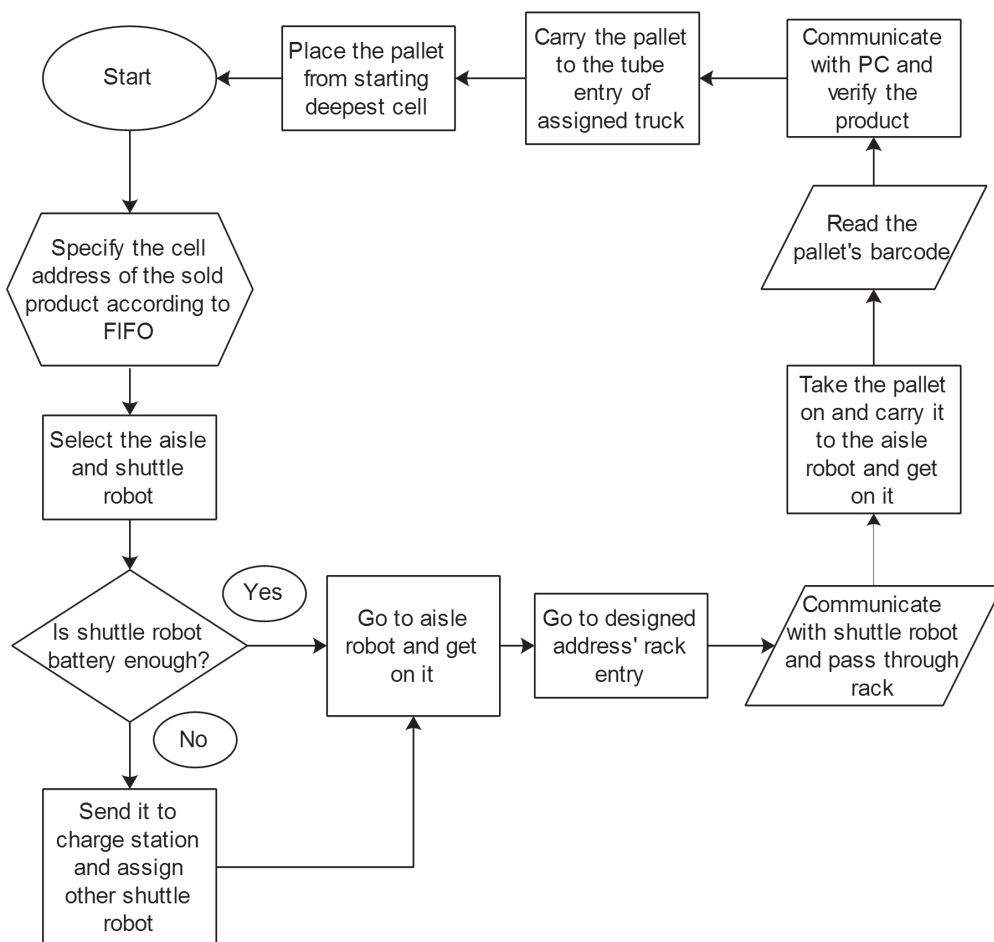 Start
Place the pallet
from starting
deepest cell
Carry the pallet
to the tube
entry of
assigned truck
Communicate
with PC and
verify the
product
Read the
pallet's barcode
Specify the cell
address of the sold
product according to
FIFO
Take the pallet
on and carry it
to the aisle
robot and get
on it
Select the aisle
and shuttle
robot
Is shuttle robot
battery enough?
Yes
No
Go to aisle
robot and get
on it
Go to designed
address' rack
entry
Communicate
with shuttle robot
and pass through
rack
Send it to
charge station
and assign
other shuttle
robot